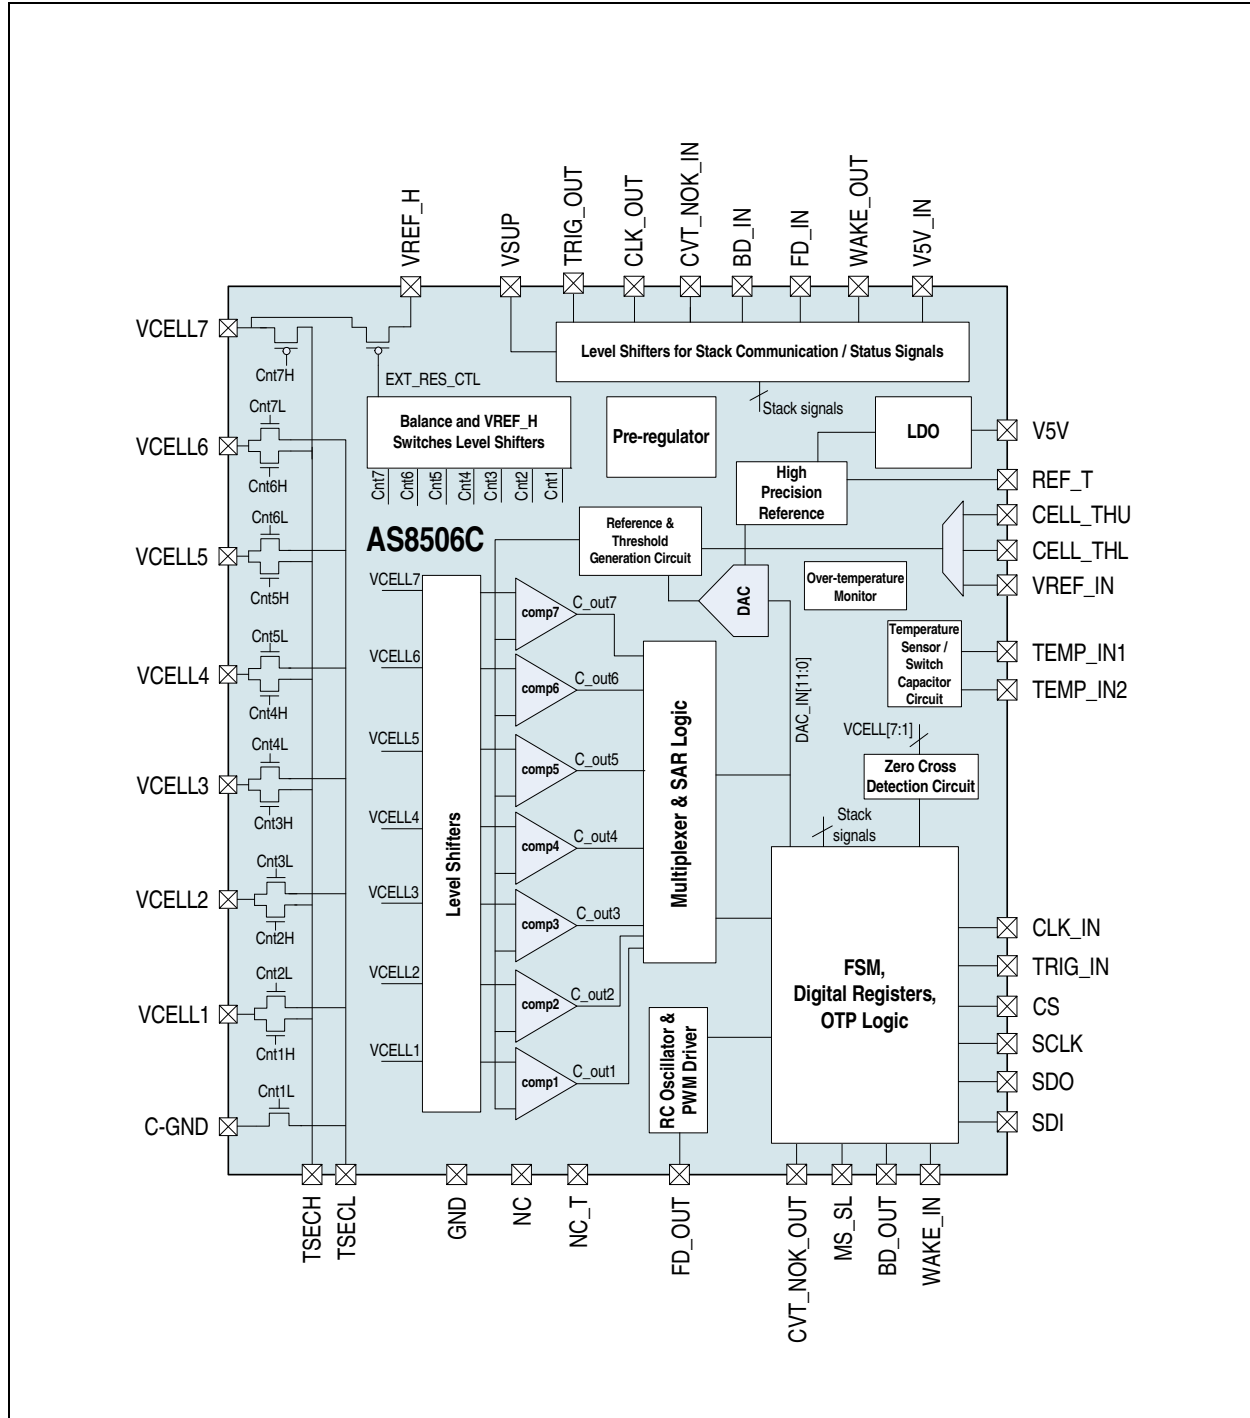 VREF_H
VSUP
TRIG_OUT
CLK_OUT
CVT_NOK_IN
BD_IN
FD_IN
WAKE_OUT
V5V_IN
VCELL7
Cnt7H
EXT_RES_CTL
Level Shifters for Stack Communication / Status Signals
Stack signals
Cnt7L
VCELL6
Cnt6H
Balance and VREF_H
Switches Level Shifters
Cnt7
Cnt6
Cnt5
Cnt4
Cnt3
Cnt2
Cnt1
Pre-regulator
LDO
V5V
High
Precision
Reference
REF_T
CELL_THU
CELL_THL
VREF_IN
Cnt6L
VCELL5
Cnt5H
AS8506C
Reference &
Threshold
Generation Circuit
DAC
Over-temperature
Monitor
Temperature
Sensor /
Switch
Capacitor
Circuit
TEMP_IN1
TEMP_IN2
Cnt5L
VCELL4
Cnt4H
Cnt4L
VCELL3
Cnt3H
Cnt3L
VCELL2
Cnt2H
Cnt2L
VCELL1
Cnt1H
Cnt1L
C-GND
VCELL7
VCELL6
VCELL5
VCELL4
VCELL3
VCELL2
VCELL1
Level Shifters
comp7
C_out7
comp6
C_out6
comp5
C_out5
comp4
C_out4
comp3
C_out3
comp2
C_out2
comp1
C_out1
Multiplexer & SAR Logic
DAC_IN[11:0]
VCELL[7:1]
Zero Cross
Detection Circuit
Stack
signals
FSM,
Digital Registers,
OTP Logic
RC Oscillator &
PWM Driver
CLK_IN
TRIG_IN
CS
SCLK
SDO
SDI
TSECH
TSECL
GND
NC
NC_T
FD_OUT
CVT_NOK_OUT
MS_SL
BD_OUT
WAKE_IN